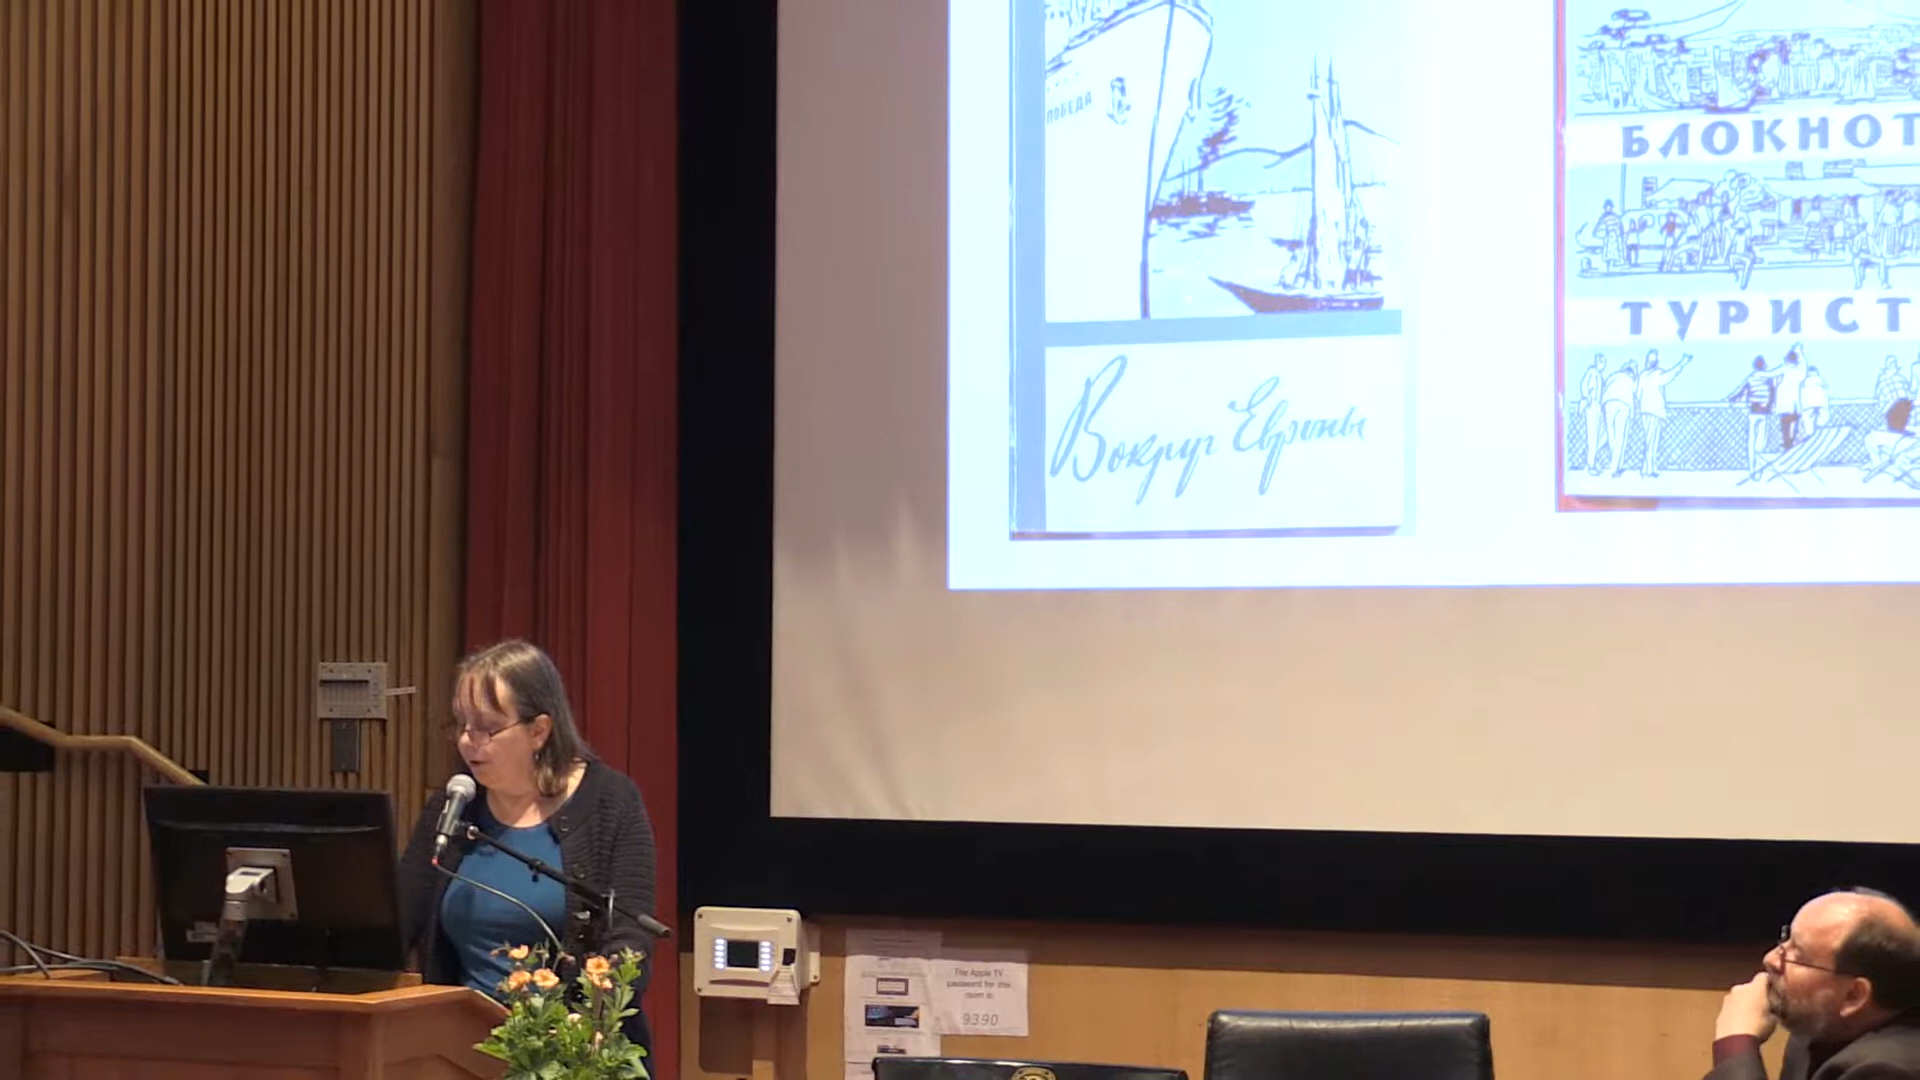 ПОБЕДА
Вокруг Европы
БЛОКНОТ
ТУРИСТ
The Apple TV
password for this
room is
9390